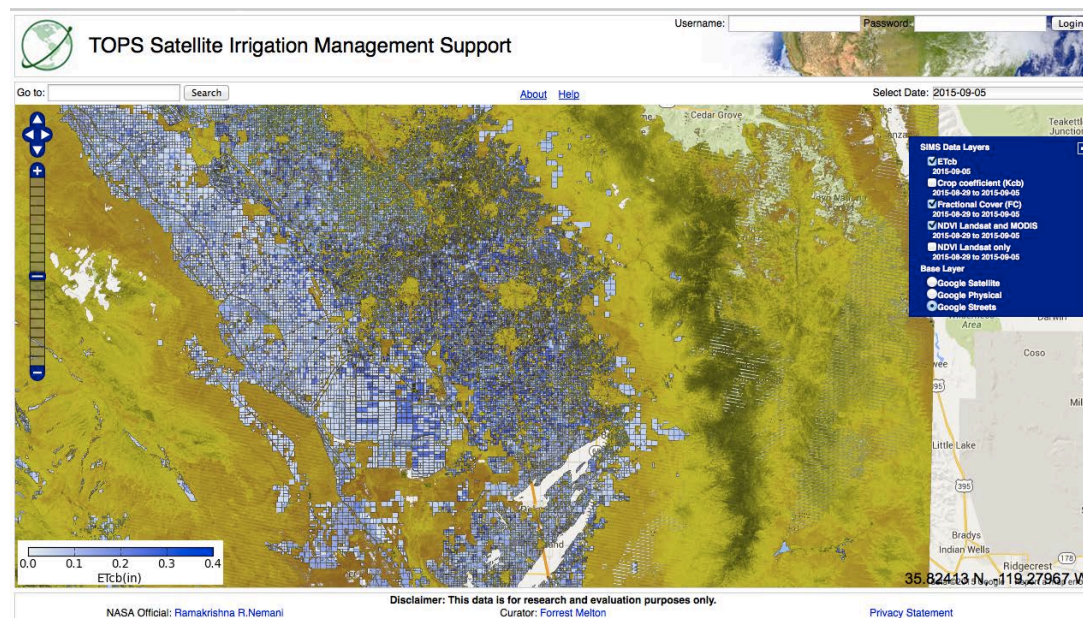 Username:
Password:
Login
TOPS Satellite Irrigation Management Support
Go to:
Search
About Help
Select Date: 2015-09-05
Cedar Grove
Teakettle
Junction
SIMS Data Layers
ETcb
2015-09-05
Crop coefficient (Kcb)
2015-08-29 to 2015-09-05
Fractional Cover (FC)
2015-08-29 to 2015-09-05
NDVI Landsat and MODIS
2015-08-29 to 2015-09-05
NDVI Landsat only
2015-08-29 to 2015-09-05
Base Layer
Google Satellite
Google Physical
Google Streets
Area
Darwin
Coso
395
Little Lake
395
Bradys
Indian Wells
178
Ridgecrest
0.0 0.1 0.2 0.3 0.4
ETcb(in)
35.82413 N, -119.27967 W
Disclaimer: This data is for research and evaluation purposes only.
NASA Official: Ramakrishna R.Nemani
Curator: Forrest Melton
Privacy Statement